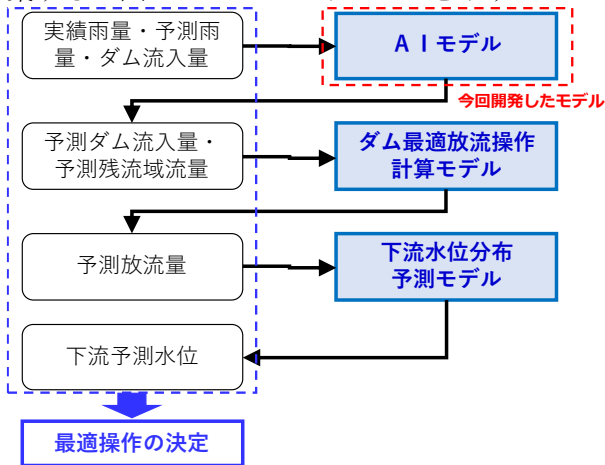 実績雨量・予測雨
量・ダム流入量
ＡＩモデル
今回開発したモデル
予測ダム流入量・
予測残流域流量
ダム最適放流操作
計算モデル
予測放流量
下流水位分布
予測モデル
下流予測水位
最適操作の決定